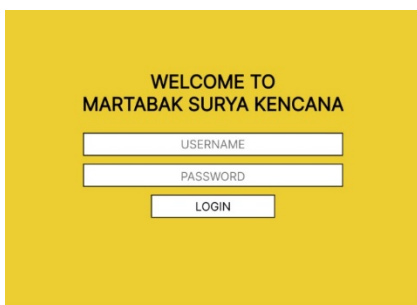 WELCOME TO
MARTABAK SURYA KENCANA
USERNAME
PASSWORD
LOGIN